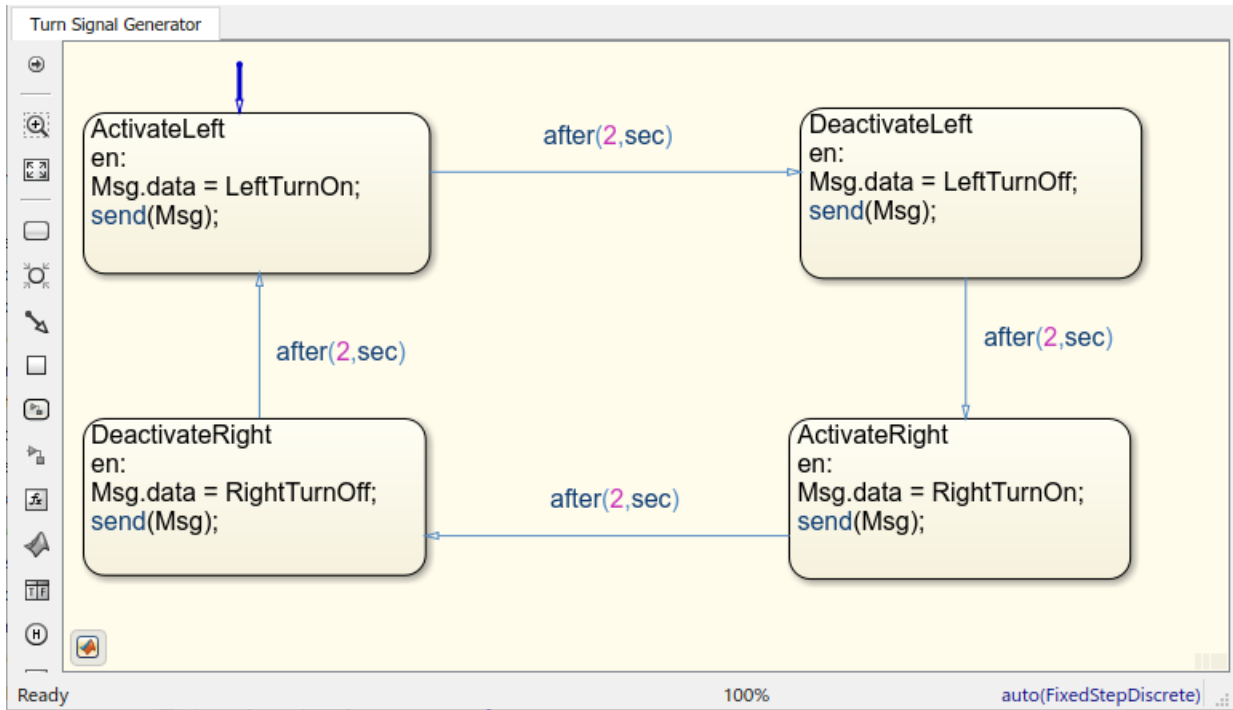 Turn Signal Generator
ActivateLeft
en:
Msg.data = LeftTurnOn;
send(Msg);
after(2,sec)
DeactivateLeft
en:
Msg.data = LeftTurnOff;
send(Msg);
after(2,sec)
after(2,sec)
DeactivateRight
en:
Msg.data = RightTurnOff;
send(Msg);
after(2,sec)
ActivateRight
en:
Msg.data = RightTurnOn;
send(Msg);
fx
T F
H
Ready
100%
auto(FixedStepDiscrete)